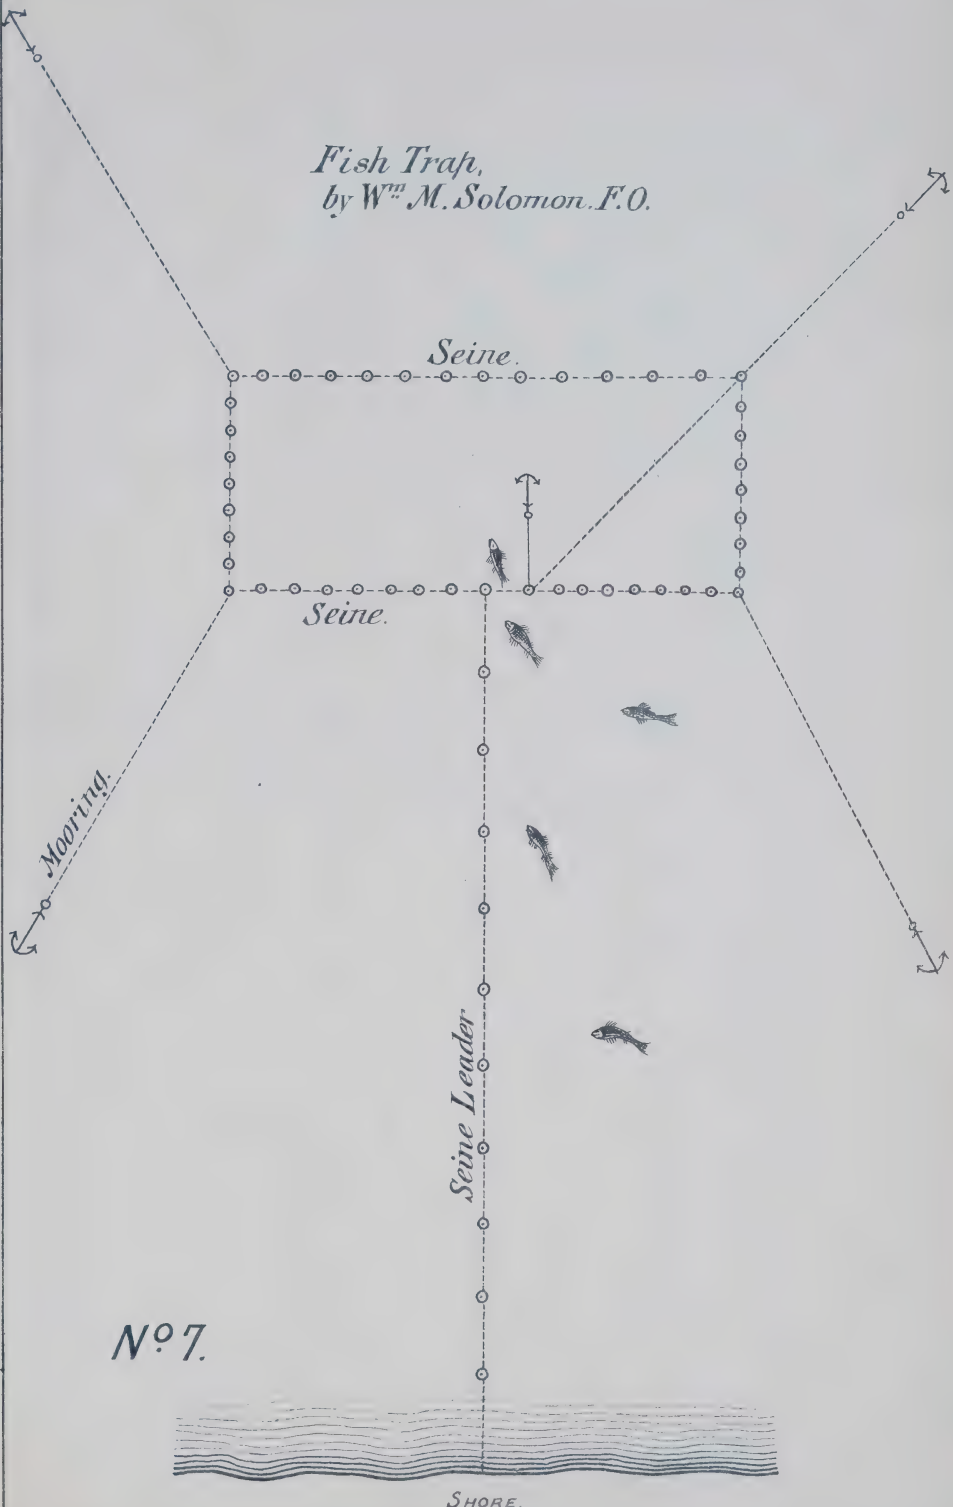 Fish Trap,
by Wm. M. Solomon. F.O.
Seine.
Seine.
Mooring.
Seine Leader
No. 7.
SHORE.